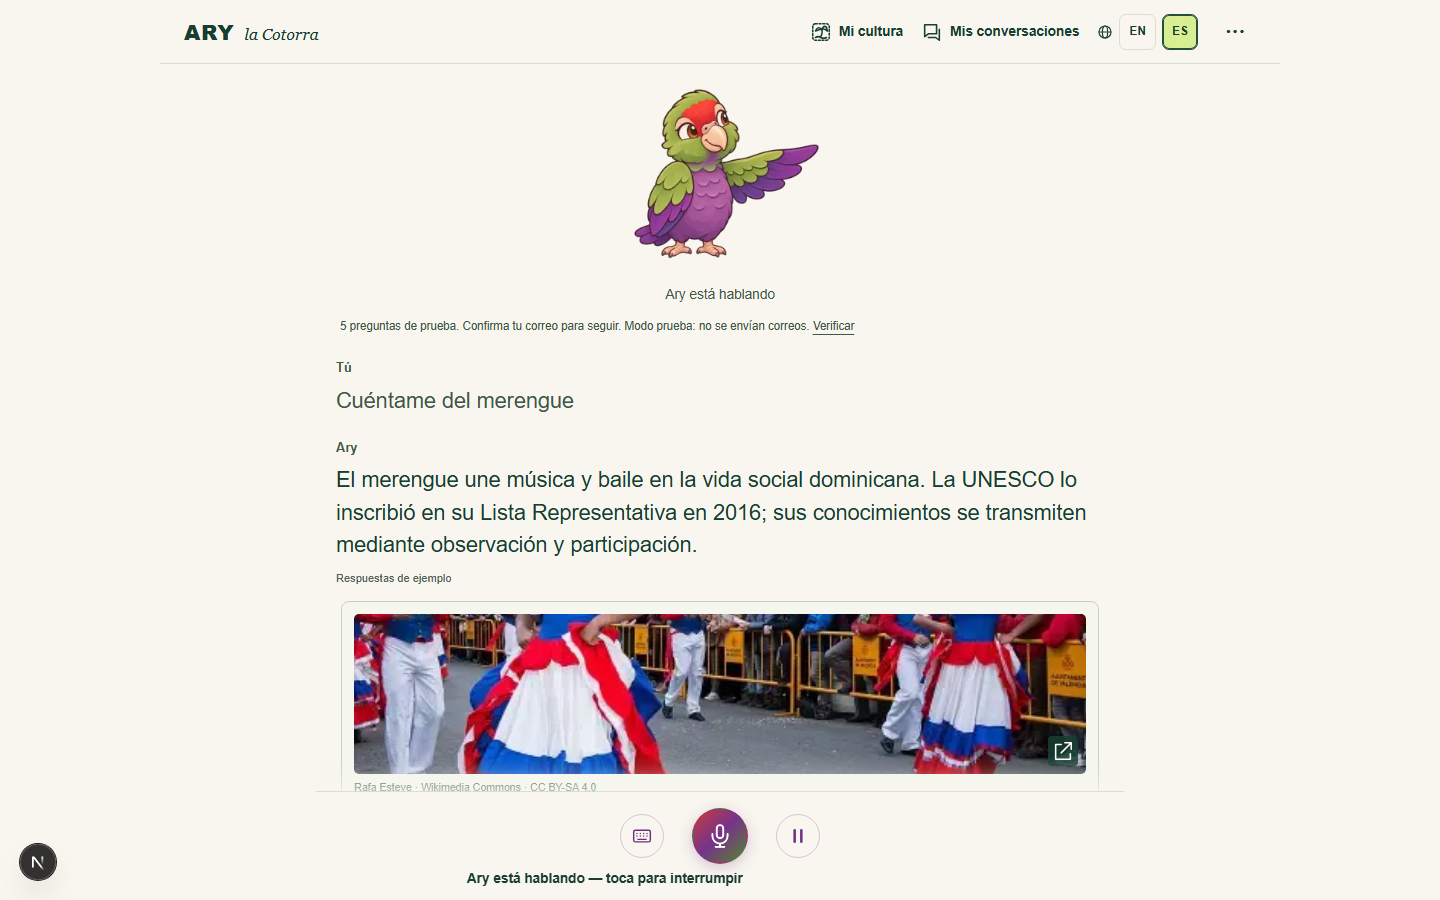 ARY la Cotorra
Mi cultura
Mis conversaciones
EN
ES
Ary está hablando
5 preguntas de prueba. Confirma tu correo para seguir. Modo prueba: no se envían correos. Verificar
Tú
Cuéntame del merengue
Ary
El merengue une música y baile en la vida social dominicana. La UNESCO lo
inscribió en su Lista Representativa en 2016; sus conocimientos se transmiten
mediante observación y participación.
Respuestas de ejemplo
Rafa Esteve · Wikimedia Commons · CC BY-SA 4.0
N
Ary está hablando — toca para interrumpir